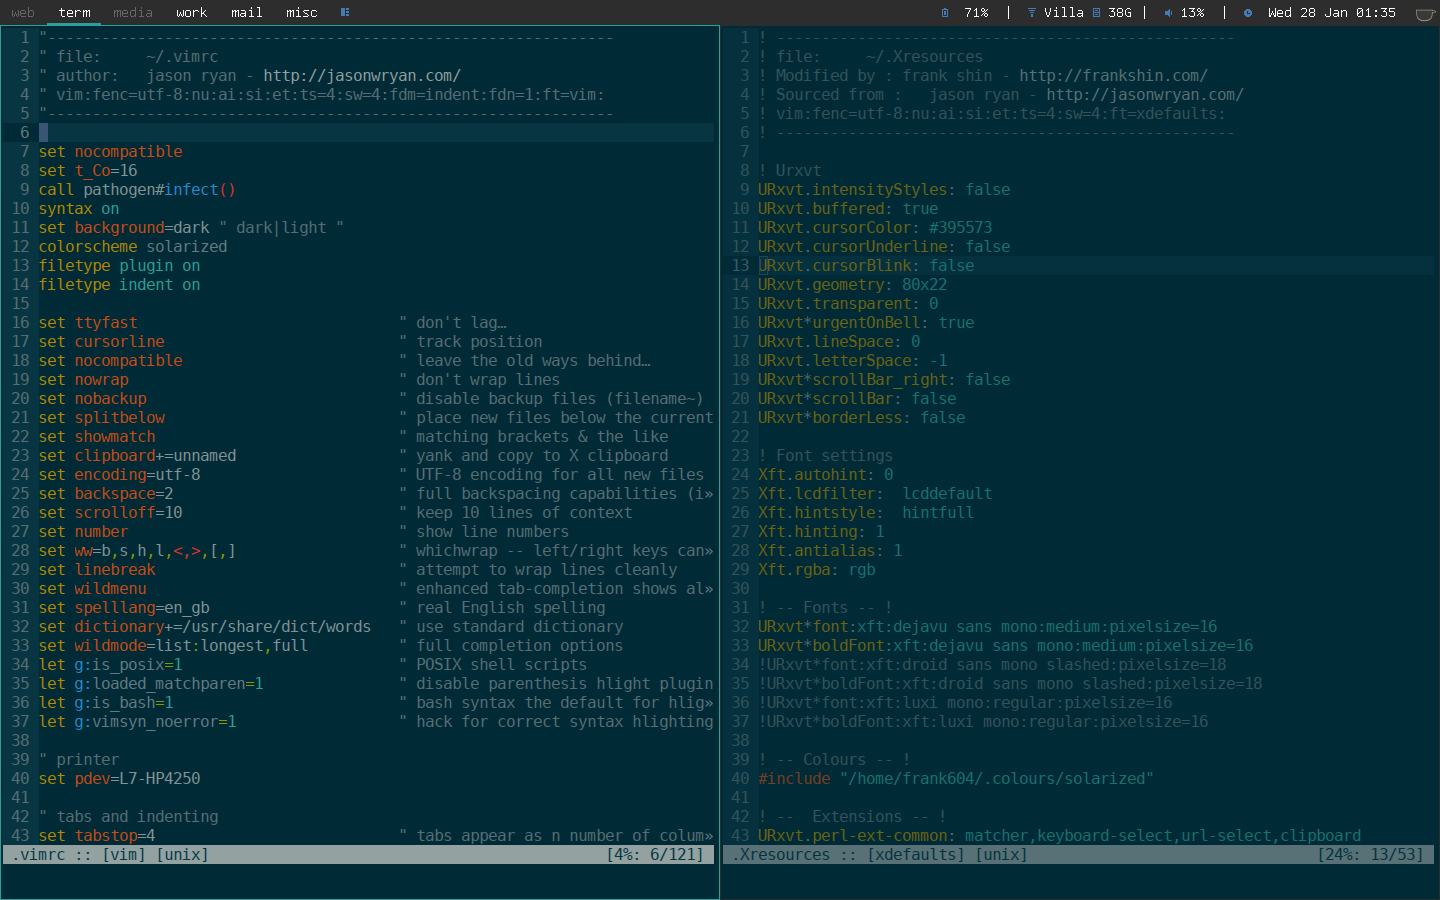 web term media work mail misc 71% | Villa 38G | 13% | Wed 28 Jan 01:35
1 "---------------------------------------------------------------
2 " file:     ~/.vimrc
3 " author:   jason ryan - http://jasonwryan.com/
4 " vim:fenc=utf-8:nu:ai:si:et:ts=4:sw=4:fdm=indent:fdn=1:ft=vim:
5 "---------------------------------------------------------------
6
7 set nocompatible
8 set t_Co=16
9 call pathogen#infect()
10 syntax on
11 set background=dark " dark|light "
12 colorscheme solarized
13 filetype plugin on
14 filetype indent on
15
16 set ttyfast                             " don't lag…
17 set cursorline                          " track position
18 set nocompatible                        " leave the old ways behind…
19 set nowrap                              " don't wrap lines
20 set nobackup                            " disable backup files (filename~)
21 set splitbelow                          " place new files below the current
22 set showmatch                           " matching brackets & the like
23 set clipboard+=unnamed                  " yank and copy to X clipboard
24 set encoding=utf-8                      " UTF-8 encoding for all new files
25 set backspace=2                         " full backspacing capabilities (i»
26 set scrolloff=10                        " keep 10 lines of context
27 set number                              " show line numbers
28 set ww=b,s,h,l,<,>,[,]                  " whichwrap -- left/right keys can»
29 set linebreak                           " attempt to wrap lines cleanly
30 set wildmenu                            " enhanced tab-completion shows al»
31 set spelllang=en_gb                     " real English spelling
32 set dictionary+=/usr/share/dict/words   " use standard dictionary
33 set wildmode=list:longest,full          " full completion options
34 let g:is_posix=1                        " POSIX shell scripts
35 let g:loaded_matchparen=1               " disable parenthesis hlight plugin
36 let g:is_bash=1                         " bash syntax the default for hlig»
37 let g:vimsyn_noerror=1                  " hack for correct syntax hlighting
38
39 " printer
40 set pdev=L7-HP4250
41
42 " tabs and indenting
43 set tabstop=4                           " tabs appear as n number of colum»
.vimrc :: [vim] [unix] [4%: 6/121]
1 ! ---------------------------------------------------
2 ! file:     ~/.Xresources
3 ! Modified by : frank shin - http://frankshin.com/
4 ! Sourced from :   jason ryan - http://jasonwryan.com/
5 ! vim:fenc=utf-8:nu:ai:si:et:ts=4:sw=4:ft=xdefaults:
6 ! ---------------------------------------------------
7
8 ! Urxvt
9 URxvt.intensityStyles: false
10 URxvt.buffered: true
11 URxvt.cursorColor: #395573
12 URxvt.cursorUnderline: false
13 URxvt.cursorBlink: false
14 URxvt.geometry: 80x22
15 URxvt.transparent: 0
16 URxvt*urgentOnBell: true
17 URxvt.lineSpace: 0
18 URxvt.letterSpace: -1
19 URxvt*scrollBar_right: false
20 URxvt*scrollBar: false
21 URxvt*borderLess: false
22
23 ! Font settings
24 Xft.autohint: 0
25 Xft.lcdfilter:  lcddefault
26 Xft.hintstyle:  hintfull
27 Xft.hinting: 1
28 Xft.antialias: 1
29 Xft.rgba: rgb
30
31 ! -- Fonts -- !
32 URxvt*font:xft:dejavu sans mono:medium:pixelsize=16
33 URxvt*boldFont:xft:dejavu sans mono:medium:pixelsize=16
34 !URxvt*font:xft:droid sans mono slashed:pixelsize=18
35 !URxvt*boldFont:xft:droid sans mono slashed:pixelsize=18
36 !URxvt*font:xft:luxi mono:regular:pixelsize=16
37 !URxvt*boldFont:xft:luxi mono:regular:pixelsize=16
38
39 ! -- Colours -- !
40 #include "/home/frank604/.colours/solarized"
41
42 ! --  Extensions -- !
43 URxvt.perl-ext-common: matcher,keyboard-select,url-select,clipboard
.Xresources :: [xdefaults] [unix] [24%: 13/53]